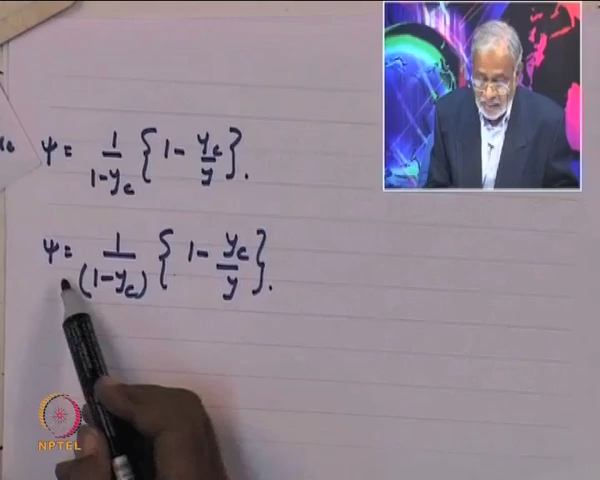 ψ = 1/(1-y_c) { 1 - y_c/y }.
ψ = 1/(1-y_c) { 1 - y_c/y }.
NPTEL